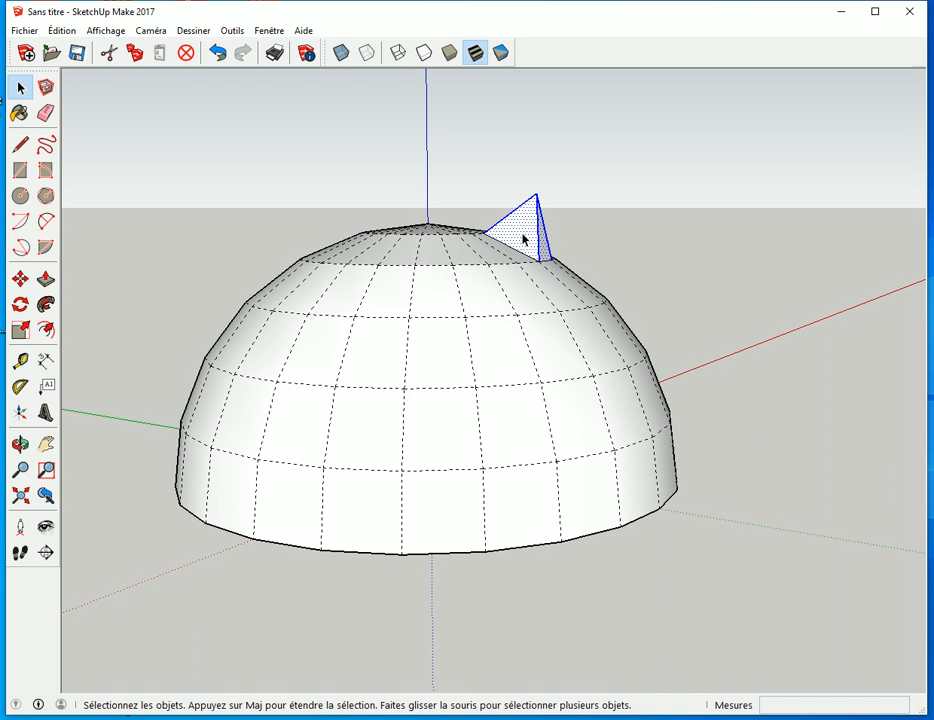 Sans titre - SketchUp Make 2017
Fichier Édition Affichage Caméra Dessiner Outils Fenêtre Aide
A1
Sélectionnez les objets. Appuyez sur Maj pour étendre la sélection. Faites glisser la souris pour sélectionner plusieurs objets. Mesures